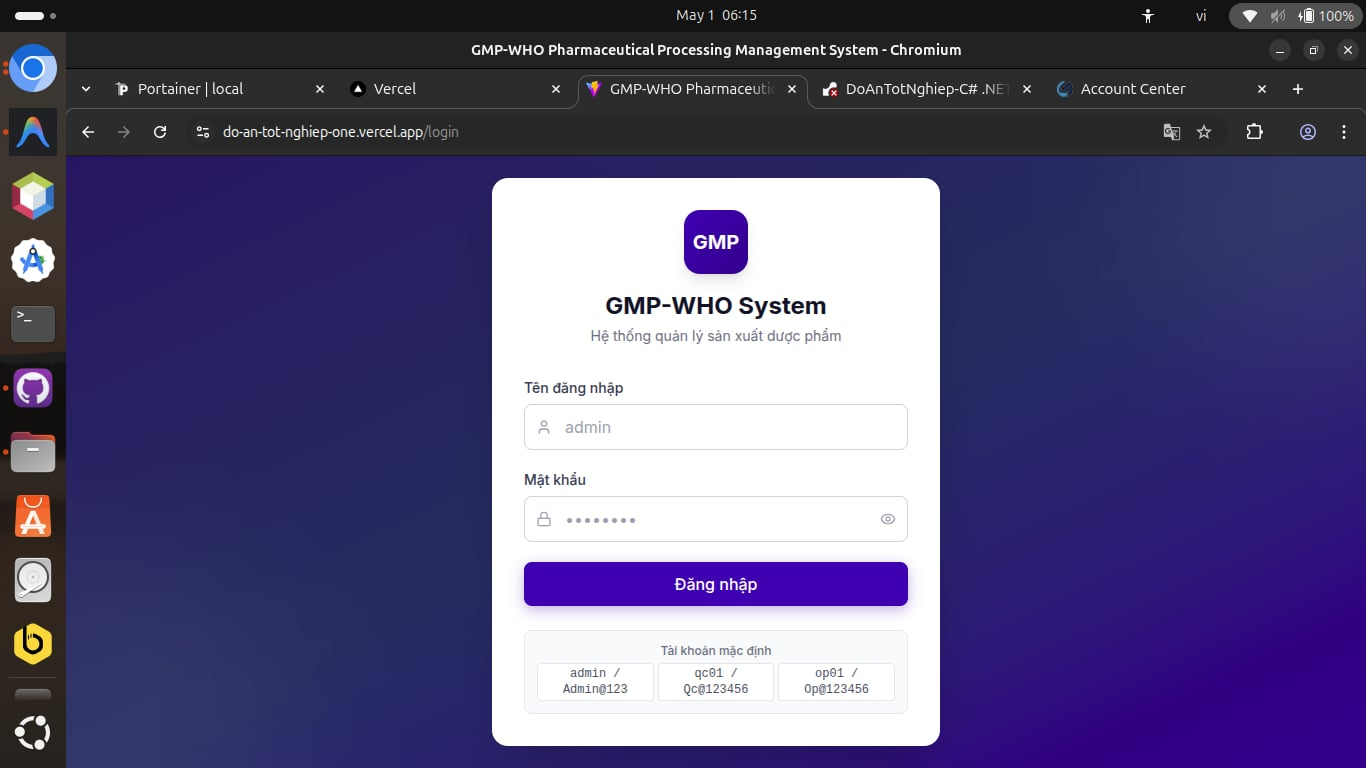 May 1 06:15
vi
100%
GMP-WHO Pharmaceutical Processing Management System - Chromium
Portainer | local
Vercel
GMP-WHO Pharmaceutic
DoAnTotNghiep-C# .NET
Account Center
do-an-tot-nghiep-one.vercel.app/login
GMP
GMP-WHO System
Hệ thống quản lý sản xuất dược phẩm
Tên đăng nhập
admin
Mật khẩu
Đăng nhập
Tài khoản mặc định
admin /
Admin@123
qc01 /
Qc@123456
op01 /
Op@123456